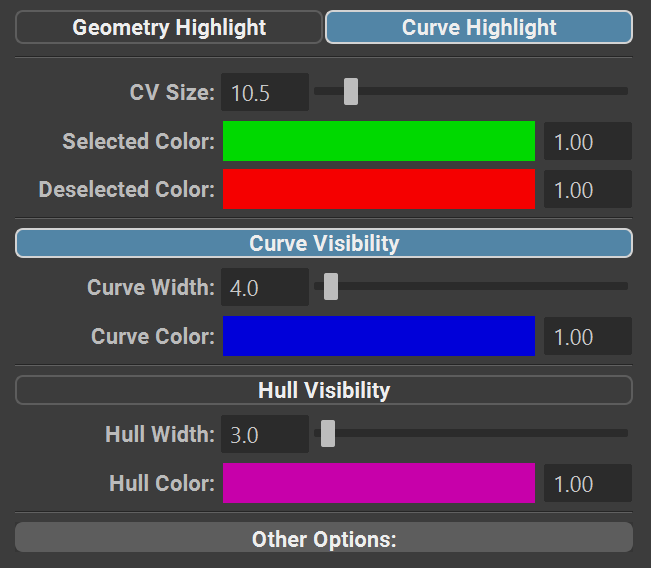 Geometry Highlight Curve Highlight
CV Size: 10.5
Selected Color: 1.00
Deselected Color: 1.00
Curve Visibility
Curve Width: 4.0
Curve Color: 1.00
Hull Visibility
Hull Width: 3.0
Hull Color: 1.00
Other Options: